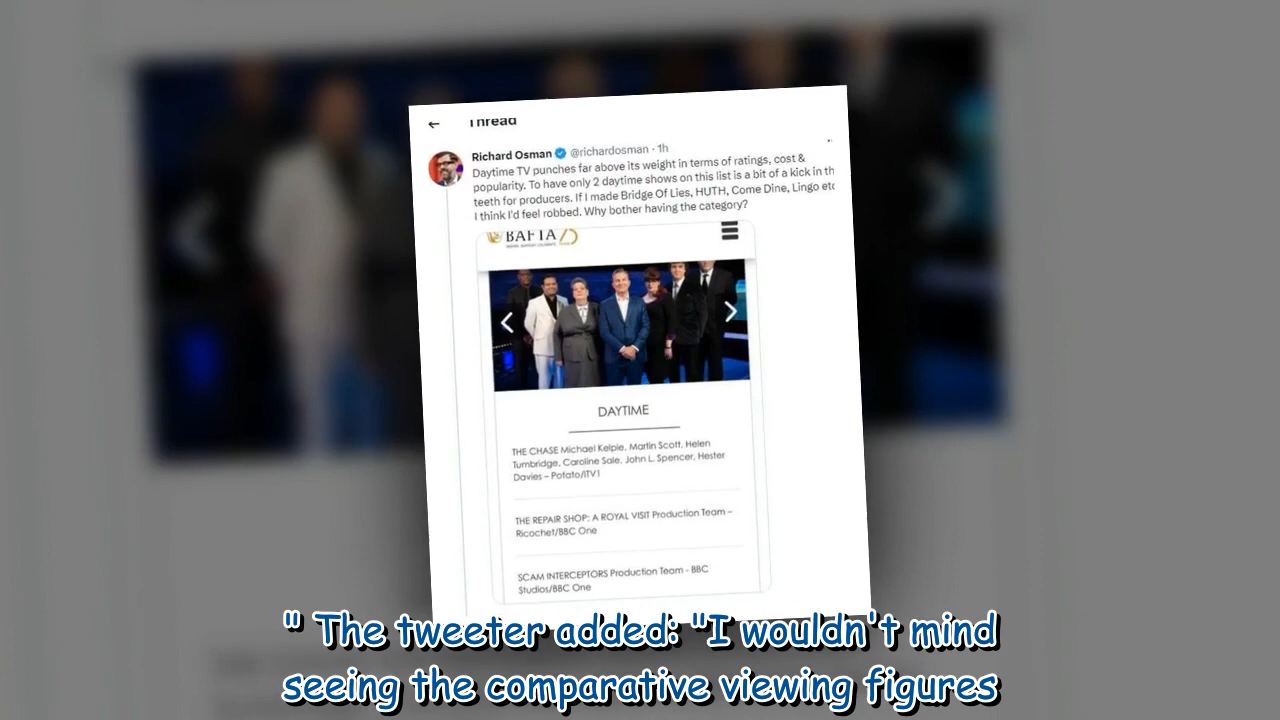 Thread
Richard Osman @richardosman · 1h
Daytime TV punches far above its weight in terms of ratings, cost &
popularity. To have only 2 daytime shows on this list is a bit of a kick in th
teeth for producers. If I made Bridge Of Lies, HUTH, Come Dine, Lingo etc
I think I'd feel robbed. Why bother having the category?
BAFTA
DAYTIME
THE CHASE Michael Kelpie, Martin Scott, Helen
Tumbridge, Caroline Sale, John L. Spencer, Hester
Davies – Potato/ITV1
THE REPAIR SHOP: A ROYAL VISIT Production Team –
Ricochet/BBC One
SCAM INTERCEPTORS Production Team - BBC
Studios/BBC One
" The tweeter added: "I wouldn't mind
seeing the comparative viewing figures